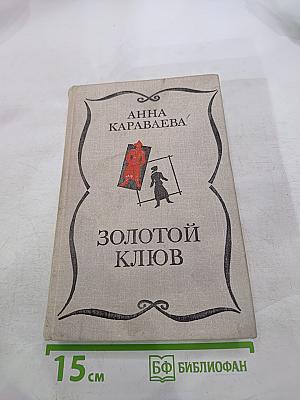 АННА
КАРАВАЕВА
ЗОЛОТОЙ
КЛЮВ
15 см
БФ БИБЛИОФАН